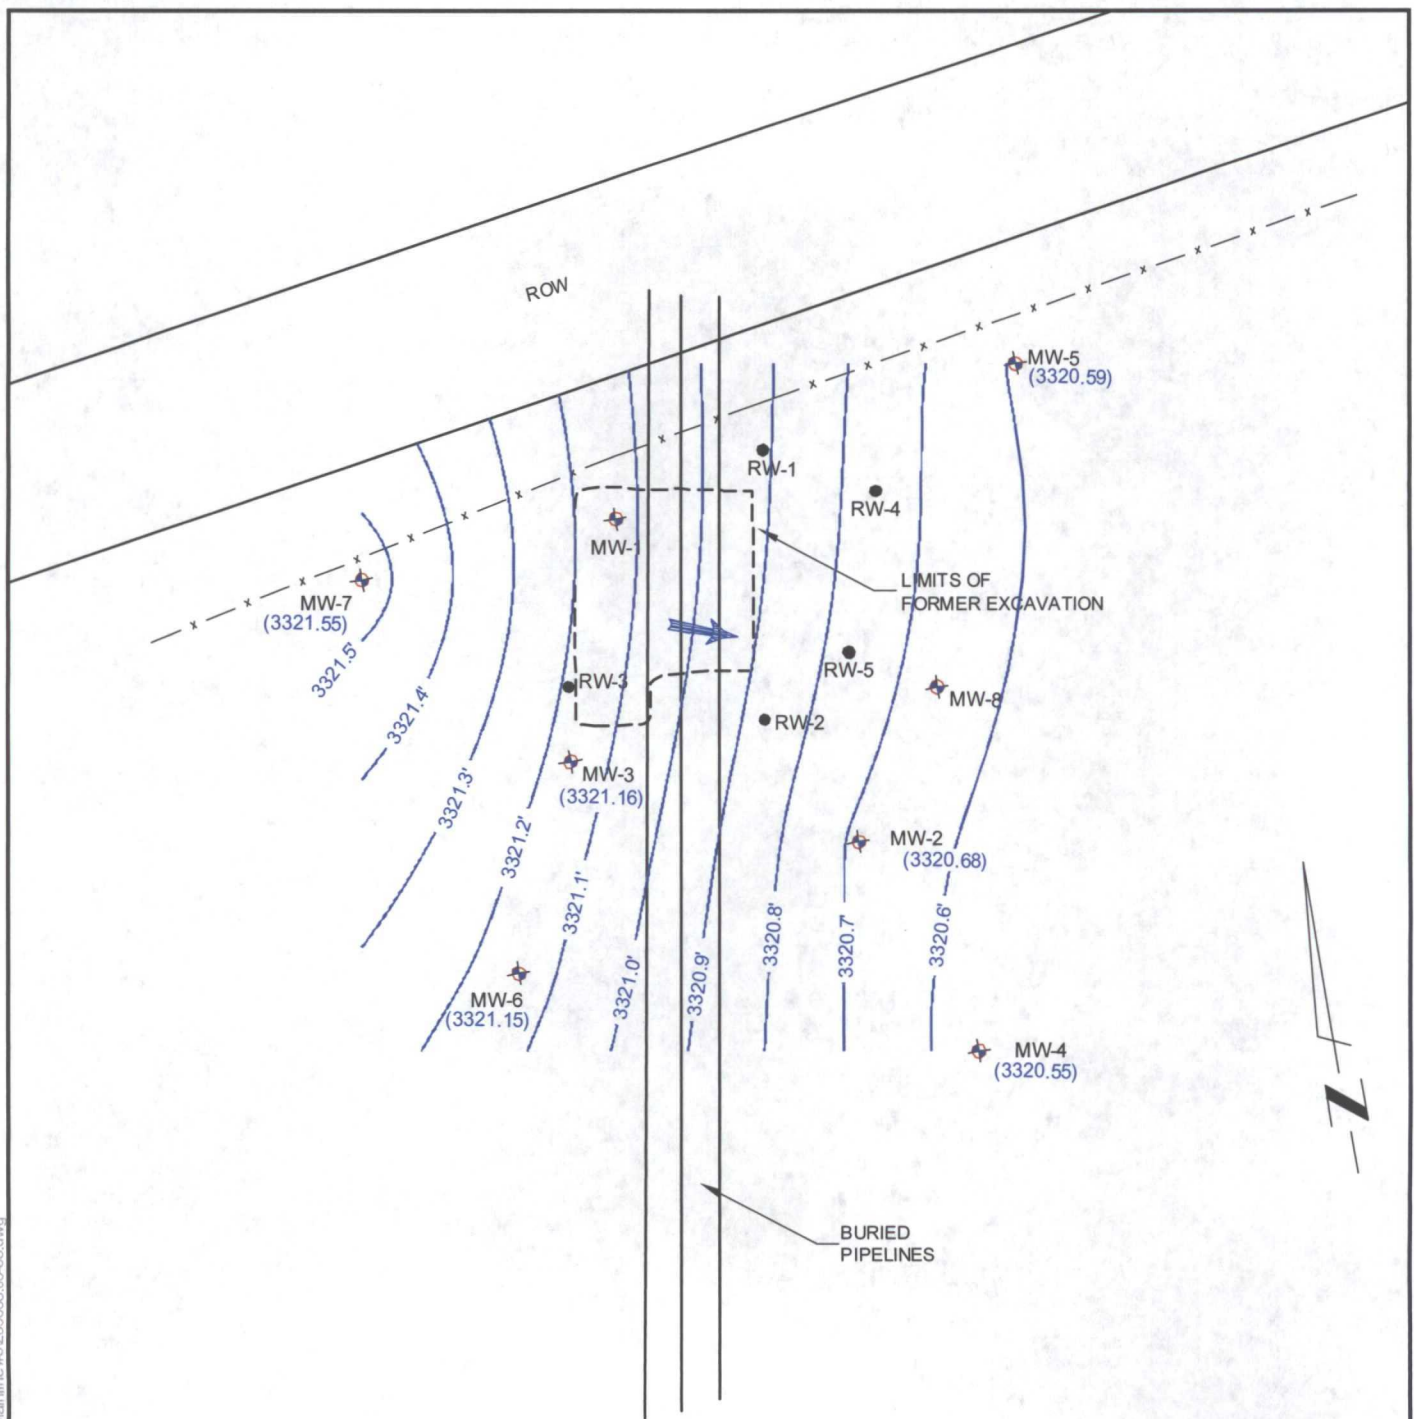 ROW
MW-5
(3320.59)
RW-1
RW-4
MW-1
LIMITS OF
FORMER EXCAVATION
MW-7
(3321.55)
3321.5'
3321.4'
RW-3
RW-5
MW-8
RW-2
MW-3
(3321.16)
3321.3'
3321.2'
3321.1'
MW-2
(3320.68)
3321.0'
3320.9'
3320.8'
3320.7'
3320.6'
MW-6
(3321.15)
MW-4
(3320.55)
N
BURIED
PIPELINES